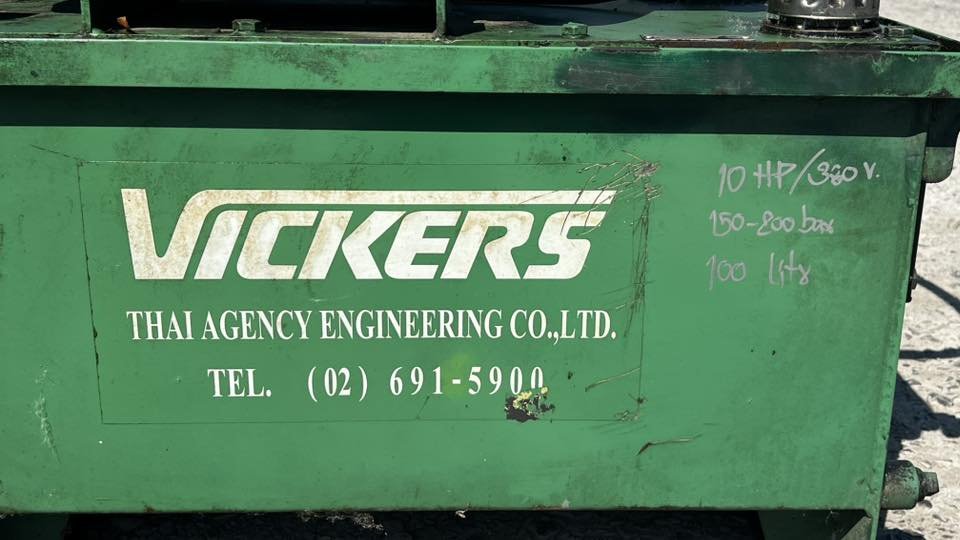 VICKERS
THAI AGENCY ENGINEERING CO.,LTD.
TEL. (02) 691-5900
10 HP/380 V.
150-200 bar
100 Lits